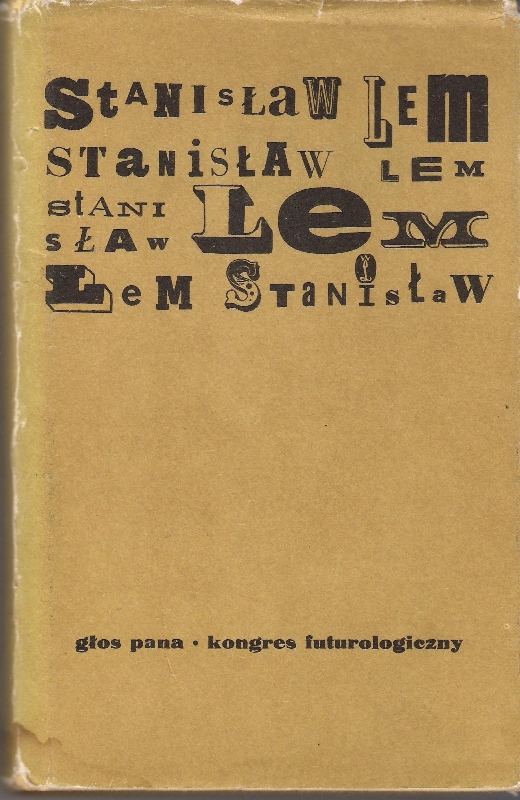 StANIsŁaW LEm
STaNiSŁAW LEM
StANI LeM
sŁAw
LeM STaNIsŁaW
głos pana • kongres futurologiczny